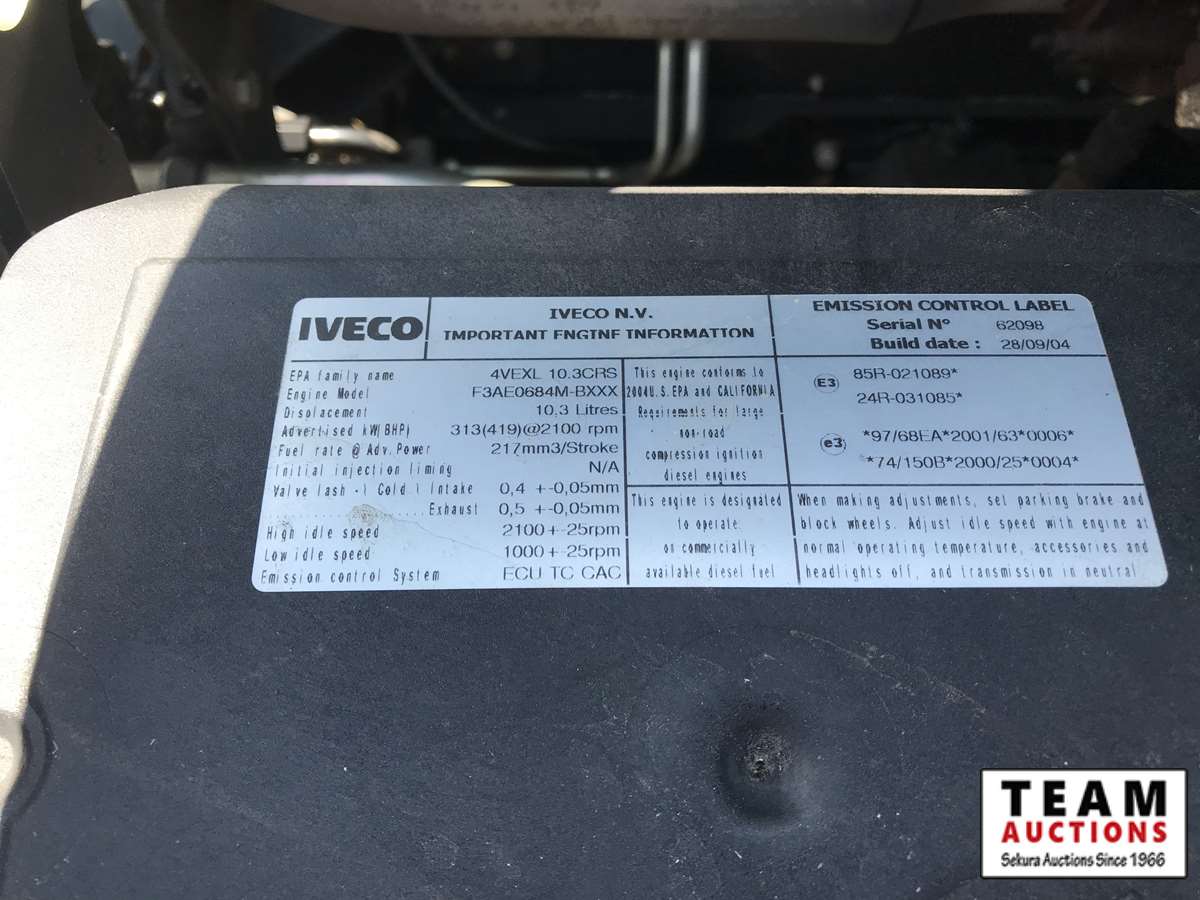 IVECO
IVECO N.V.
IMPORTANT ENGINE INFORMATION
EMISSION CONTROL LABEL
Serial N° 62098
Build date : 28/09/04
EPA family name 4VEXL 10.3CRS
Engine Model F3AE0684M-BXXX
Displacement 10,3 Litres
Advertised kW(BHP) 313(419)@2100 rpm
Fuel rate @ Adv.Power 217mm3/Stroke
Initial injection timing N/A
Valve lash -(Cold) Intake 0,4 +-0,05mm
.....................Exhaust 0,5 +-0,05mm
High idle speed 2100+-25rpm
Low idle speed 1000+-25rpm
Emission control System ECU TC CAC
This engine conforms to
2004U.S.EPA and CALIFORNIA
Requirements for large
non-road
compression ignition
diesel engines
This engine is designated
to operate
on commercially
available diesel fuel
E3 85R-021089*
24R-031085*
e3 *97/68EA*2001/63*0006*
*74/150B*2000/25*0004*
When making adjustments, set parking brake and
block wheels. Adjust idle speed with engine at
normal operating temperature, accessories and
headlights off, and transmission in neutral
TEAM
AUCTIONS
Sekura Auctions Since 1966